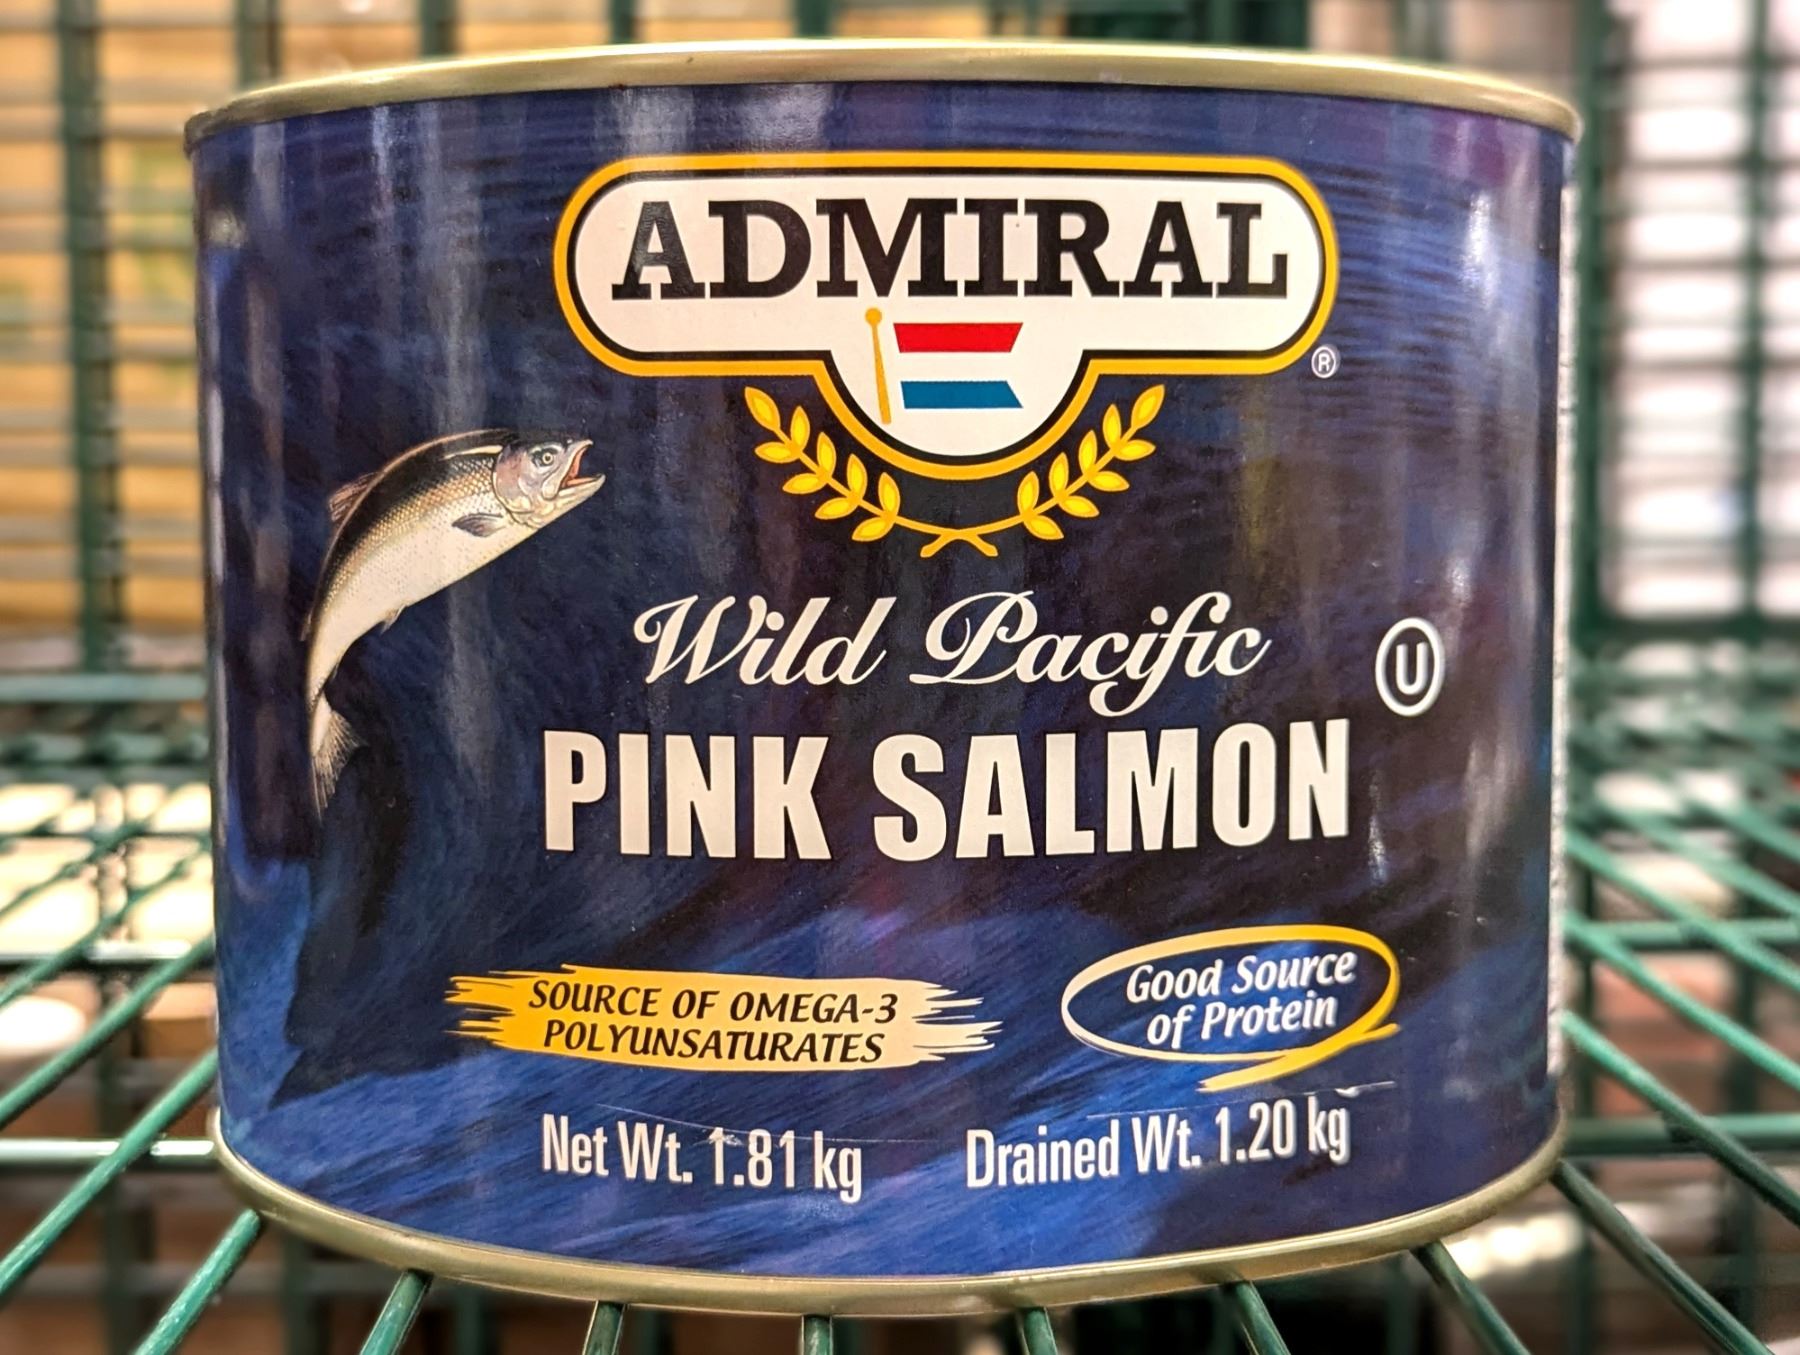 ADMIRAL
®
Wild Pacific
U
PINK SALMON
SOURCE OF OMEGA-3
POLYUNSATURATES
Good Source
of Protein
Net Wt. 1.81 kg
Drained Wt. 1.20 kg